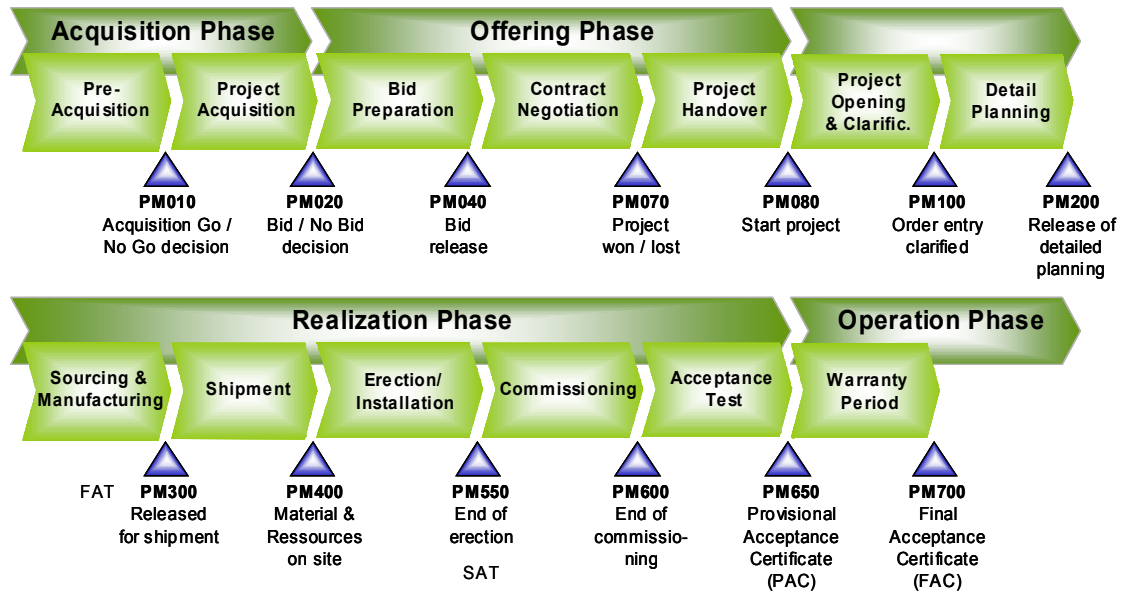 Acquisition Phase
Offering Phase
Pre-
Acquisition
Project
Acquisition
Bid
Preparation
Contract
Negotiation
Project
Handover
Project
Opening
& Clarific.
Detail
Planning
PM010
Acquisition Go /
No Go decision
PM020
Bid / No Bid
decision
PM040
Bid
release
PM070
Project
won / lost
PM080
Start project
PM100
Order entry
clarified
PM200
Release of
detailed
planning
Realization Phase
Operation Phase
Sourcing &
Manufacturing
Shipment
Erection/
Installation
Commissioning
Acceptance
Test
Warranty
Period
FAT
PM300
Released
for shipment
PM400
Material &
Ressources
on site
PM550
End of
erection
SAT
PM600
End of
commissio-
ning
PM650
Provisional
Acceptance
Certificate
(PAC)
PM700
Final
Acceptance
Certificate
(FAC)